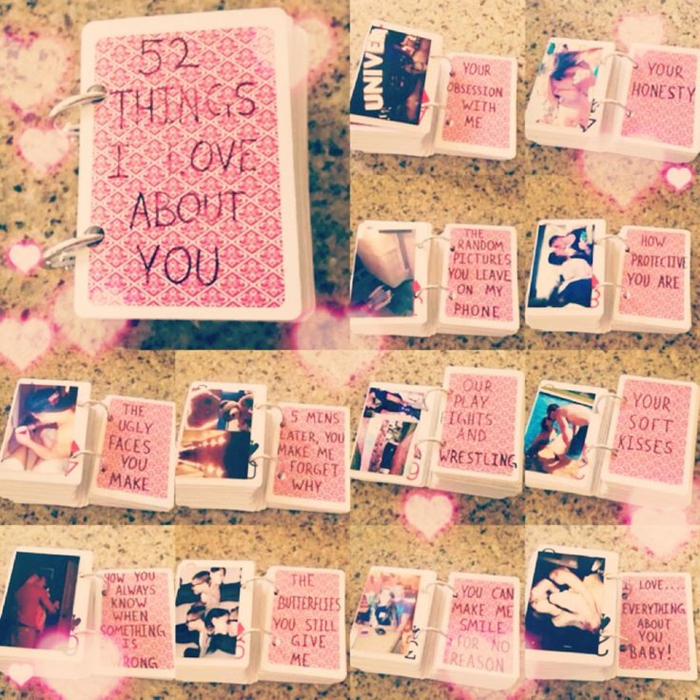 52
THINGS
I LOVE
ABOUT
YOU
UNIVER
YOUR
OBSESSION
WITH
ME
YOUR
HONESTY
THE
RANDOM
PICTURES
YOU LEAVE
ON MY
PHONE
HOW
PROTECTIVE
YOU ARE
THE
UGLY
FACES
YOU
MAKE
5 MINS
LATER, YOU
MAKE ME
FORGET
WHY
OUR
PLAY
FIGHTS
AND
WRESTLING
YOUR
SOFT
KISSES
HOW YOU
ALWAYS
KNOW
WHEN
SOMETHING
IS
WRONG
THE
BUTTERFLIES
YOU STILL
GIVE
ME
YOU CAN
MAKE ME
SMILE
FOR NO
REASON
I LOVE...
EVERYTHING
ABOUT
YOU
BABY!